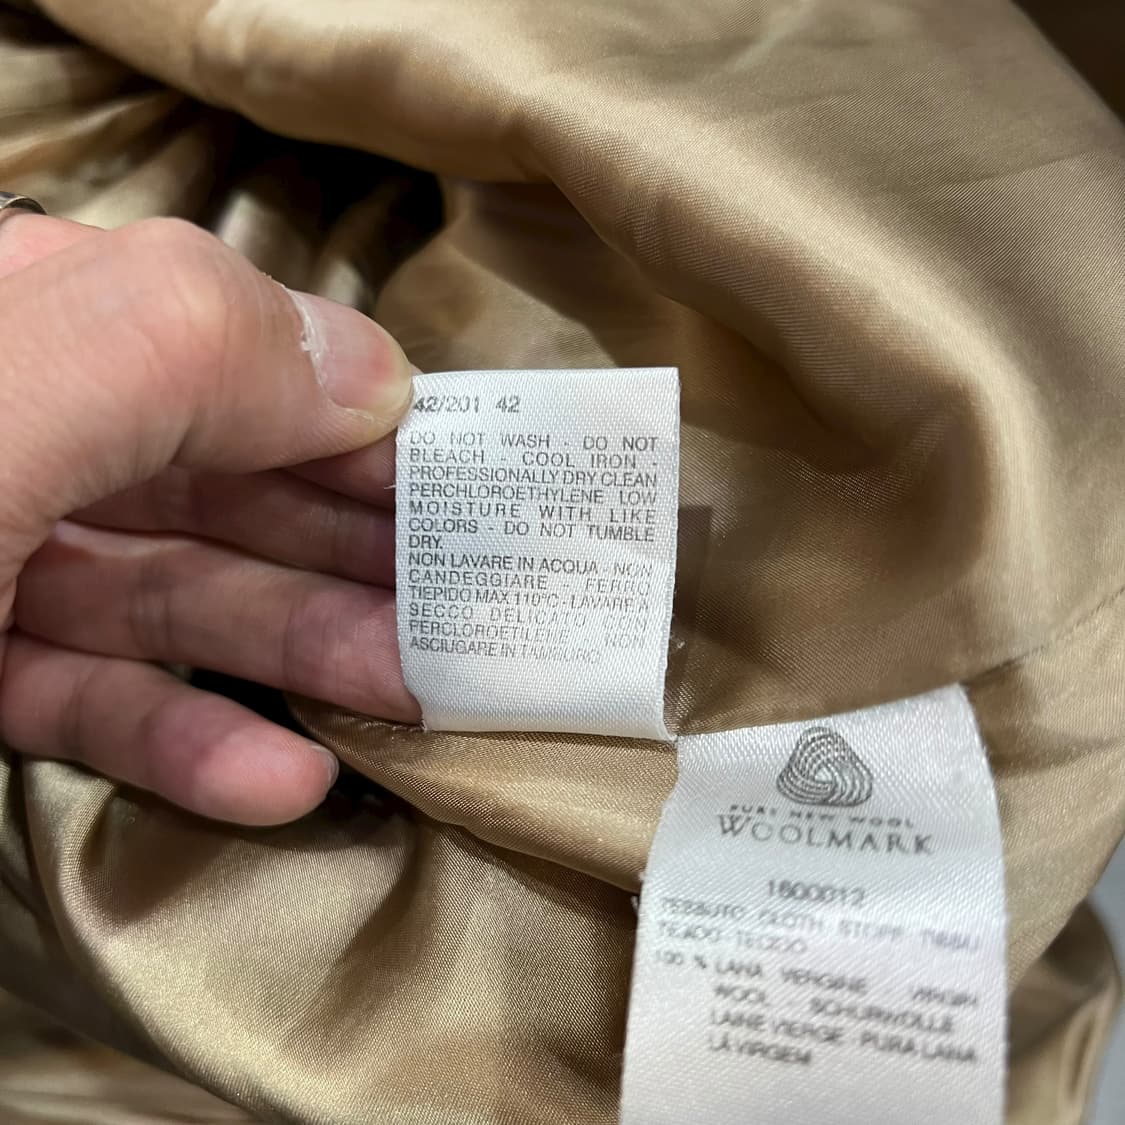 42/201 42
DO NOT WASH - DO NOT
BLEACH COOL IRON -
PROFESSIONALLY DRY CLEAN
PERCHLOROETHYLENE LOW
MOISTURE WITH LIKE
COLORS - DO NOT TUMBLE
DRY.
NON LAVARE IN ACQUA - NON
CANDEGGIARE FERRO
TIEPIDO MAX 110°C - LAVARE A
SECCO DELICATO CON
PERCLOROETILENE NON
ASCIUGARE IN TAMBURO
PURE NEW WOOL
WOOLMARK
1600012
TESSUTO CLOTH STOFF TISSU
TEJIDO TECIDO
100 % LANA VERGINE VIRGIN
WOOL SCHURWOLLE
LAINE VIERGE PURA LANA
LA VIRGEM